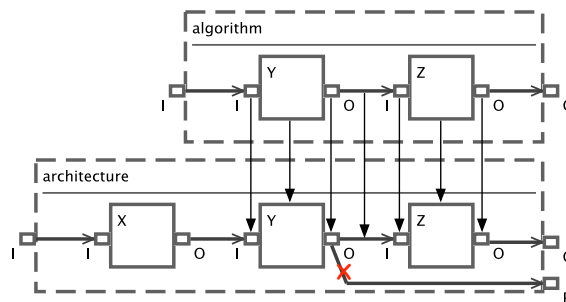 algorithm
Y Z
I I O I O
architecture
X Y Z
I I O I O I O